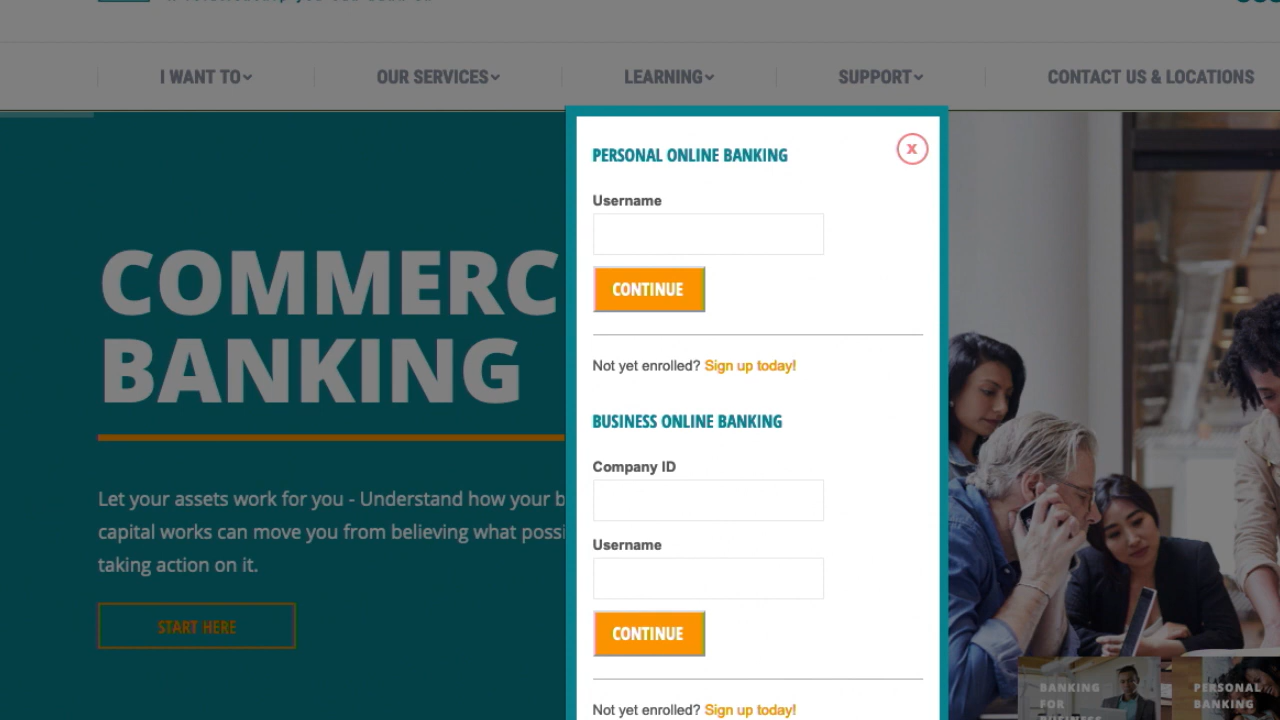 I WANT TO
OUR SERVICES
LEARNING
SUPPORT
CONTACT US & LOCATIONS
COMMERC
BANKING
Let your assets work for you - Understand how your b
capital works can move you from believing what possi
taking action on it.
START HERE
PERSONAL ONLINE BANKING
X
Username
CONTINUE
Not yet enrolled? Sign up today!
BUSINESS ONLINE BANKING
Company ID
Username
CONTINUE
Not yet enrolled? Sign up today!
BANKING
FOR
BUSINESS
PERSONAL
BANKING